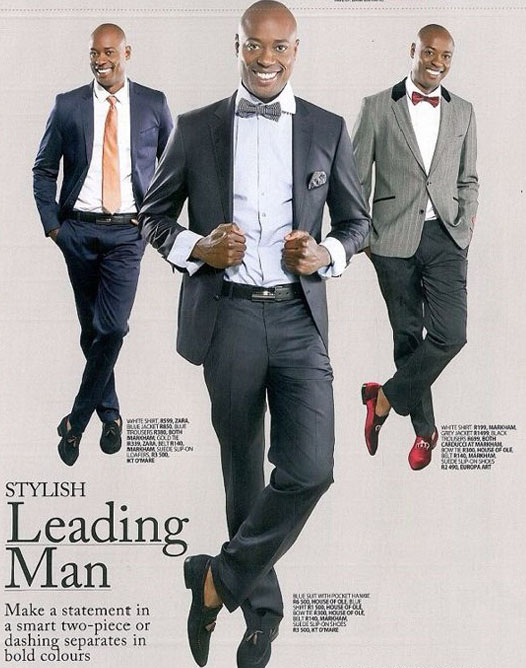 WHITE SHIRT, R599, ZARA,
BLUE JACKET R850, BLUE
TROUSERS R380, BOTH
MARKHAM, GOLD TIE
R339, ZARA, BELT R140,
MARKHAM, SUEDE SLIP-ON
LOAFERS, R3 500,
KT O'MARE
WHITE SHIRT, R199, MARKHAM,
GREY JACKET R1499, BLACK
TROUSERS R699, BOTH
CARDUCCI AT MARKHAM,
BOW TIE R300, HOUSE OF OLE,
BELT R140, MARKHAM,
SUEDE SLIP-ON SHOES
R2 490, EUROPA ART
STYLISH
Leading
Man
Make a statement in
a smart two-piece or
dashing separates in
bold colours
BLUE SUIT WITH POCKET HANKIE
R6 500, HOUSE OF OLE, BLUE
SHIRT R1 500, HOUSE OF OLE,
BOW TIE R300, HOUSE OF OLE,
BELT R140, MARKHAM,
SUEDE SLIP-ON SHOES
R3 500, KT O'MARE